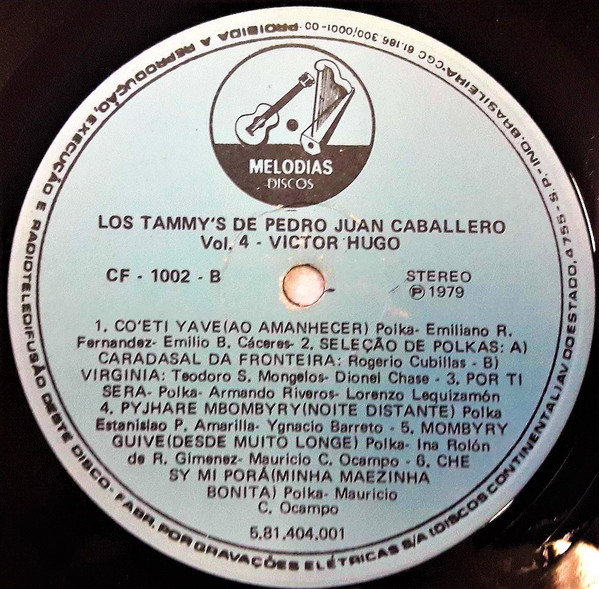 MELODIAS
DISCOS
LOS TAMMY'S DE PEDRO JUAN CABALLERO
Vol. 4 - VICTOR HUGO
CF - 1002 - B
STEREO
Ⓟ 1979
1. CO'ETI YAVE(AO AMANHECER) Polka- Emiliano R.
Fernandez- Emilio B. Cáceres- 2. SELEÇÃO DE POLKAS: A)
CARADASAL DA FRONTEIRA; Rogerio Cubillas - B)
VIRGINIA: Teodoro S. Mongelos- Dionel Chase - 3. POR TI
SERA- Polka- Armando Riveros- Lorenzo Leguizamón
4. PYJHARE MBOMBYRY(NOITE DISTANTE) Polka
Estanislao P. Amarilla- Ygnacio Barreto - 5. MOMBYRY
GUIVE(DESDE MUITO LONGE) Polka- Ina Rolón
de R. Gimenez- Mauricio C. Ocampo - 6. CHE
SY MI PORÃ(MINHA MAEZINHA
BONITA) Polka- Mauricio
C. Ocampo
5.81.404.001
PROIBIDA A REPRODUÇÃO, EXECUÇÃO E RADIOTELEDIFUSÃO DESTE DISCO - FABR. POR GRAVAÇÕES ELÉTRICAS S/A (DISCOS CONTINENTAL) AV DO ESTADO, 4755 - S. P. - IND. BRASILEIRA - CGC 61.186.300/0001-00